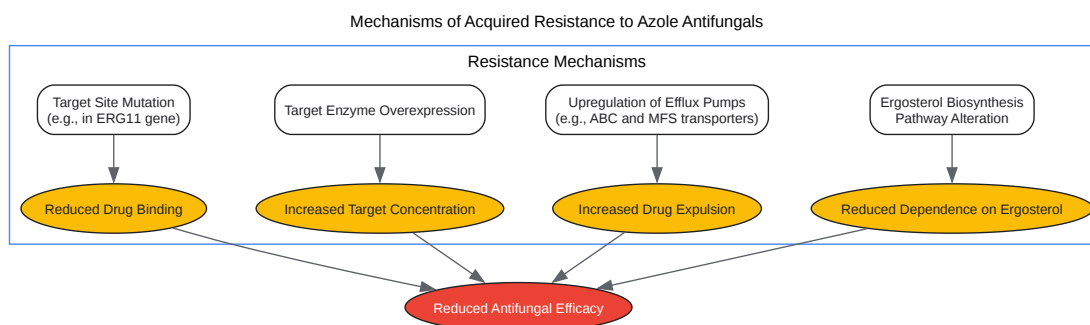 Mechanisms of Acquired Resistance to Azole Antifungals
Resistance Mechanisms
Target Site Mutation
(e.g., in ERG11 gene)
Target Enzyme Overexpression
Upregulation of Efflux Pumps
(e.g., ABC and MFS transporters)
Ergosterol Biosynthesis
Pathway Alteration
Reduced Drug Binding
Increased Target Concentration
Increased Drug Expulsion
Reduced Dependence on Ergosterol
Reduced Antifungal Efficacy